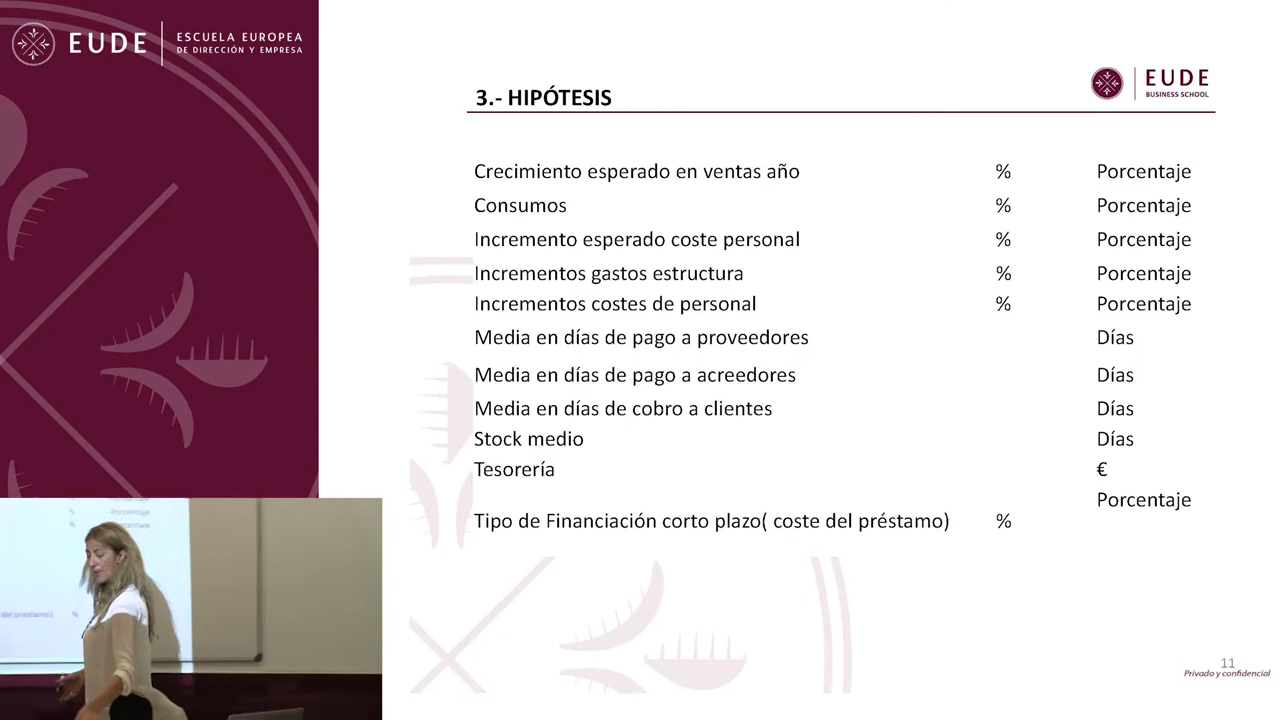 EUDE
ESCUELA EUROPEA
DE DIRECCIÓN Y EMPRESA
3.- HIPÓTESIS
EUDE
BUSINESS SCHOOL
Crecimiento esperado en ventas año % Porcentaje
Consumos % Porcentaje
Incremento esperado coste personal % Porcentaje
Incrementos gastos estructura % Porcentaje
Incrementos costes de personal % Porcentaje
Media en días de pago a proveedores Días
Media en días de pago a acreedores Días
Media en días de cobro a clientes Días
Stock medio Días
Tesorería €
Porcentaje
Tipo de Financiación corto plazo( coste del préstamo) %
11
Privado y confidencial
Porcentaje
% Porcentaje
%
%